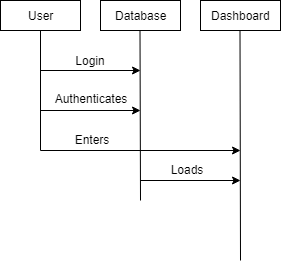 User
Database
Dashboard
Login
Authenticates
Enters
Loads